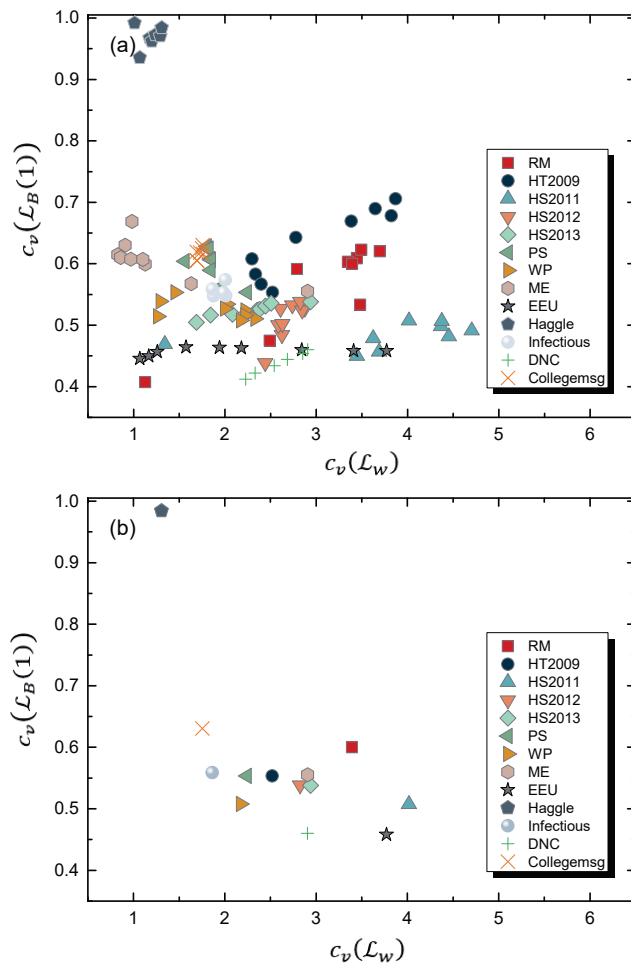 (a)
1.0
0.9
0.8
0.7
0.6
0.5
0.4
c_v(ℒ_B(1))
RM
HT2009
HS2011
HS2012
HS2013
PS
WP
ME
EEU
Haggle
Infectious
DNC
Collegemsg
1 2 3 4 5 6
c_v(ℒ_W)
(b)
1.0
0.9
0.8
0.7
0.6
0.5
0.4
c_v(ℒ_B(1))
RM
HT2009
HS2011
HS2012
HS2013
PS
WP
ME
EEU
Haggle
Infectious
DNC
Collegemsg
1 2 3 4 5 6
c_v(ℒ_W)